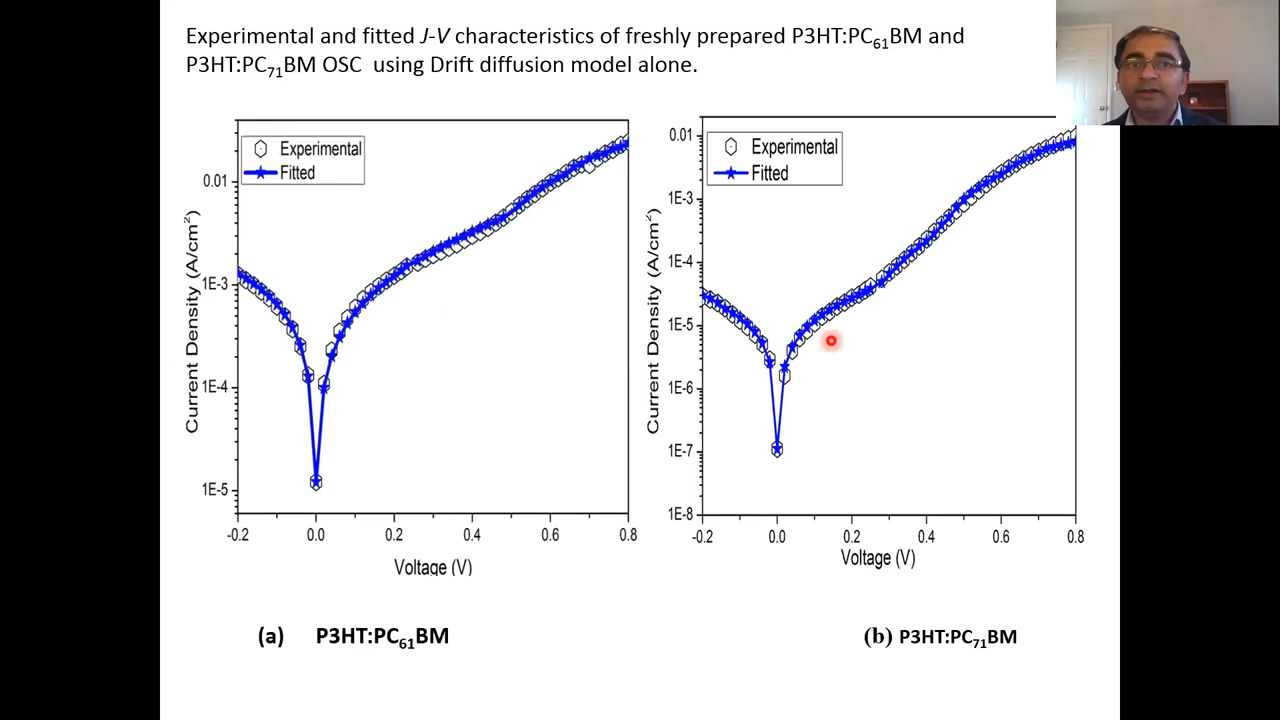 Experimental and fitted J-V characteristics of freshly prepared P3HT:PC61BM and
P3HT:PC71BM OSC using Drift diffusion model alone.
Experimental
Fitted
0.01
1E-3
1E-4
1E-5
Current Density (A/cm²)
-0.2 0.0 0.2 0.4 0.6 0.8
Voltage (V)
Experimental
Fitted
0.01
1E-3
1E-4
1E-5
1E-6
1E-7
1E-8
Current Density (A/cm²)
-0.2 0.0 0.2 0.4 0.6 0.8
Voltage (V)
(a) P3HT:PC61BM
(b) P3HT:PC71BM